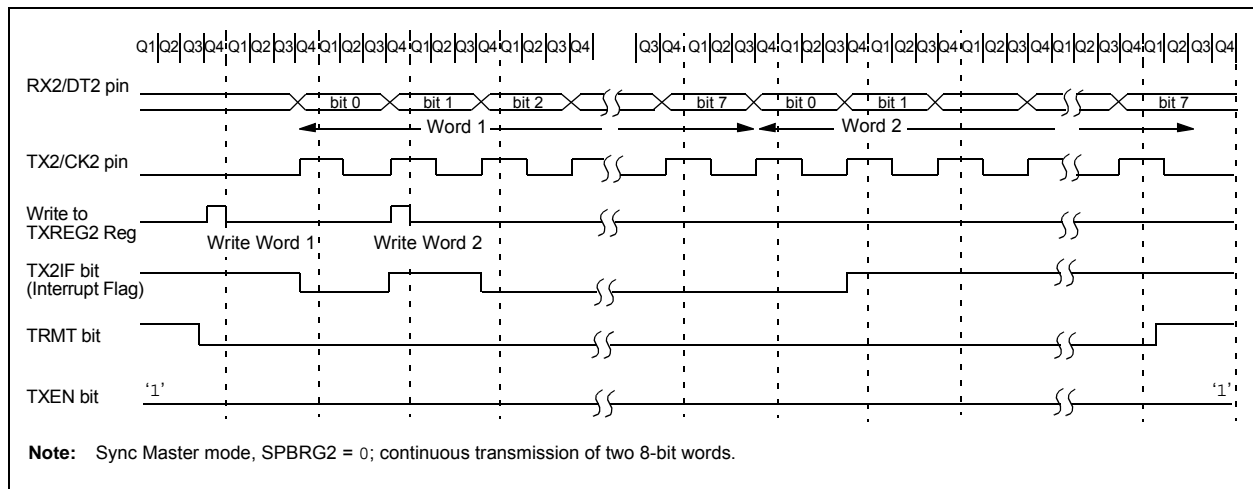 Q1 Q2 Q3 Q4 Q1 Q2 Q3 Q4 Q1 Q2 Q3 Q4 Q1 Q2 Q3 Q4 Q1 Q2 Q3 Q4 Q3 Q4 Q1 Q2 Q3 Q4 Q1 Q2 Q3 Q4 Q1 Q2 Q3 Q4 Q1 Q2 Q3 Q4 Q1 Q2 Q3 Q4 Q1 Q2 Q3 Q4
RX2/DT2 pin
bit 0 bit 1 bit 2 bit 7 bit 0 bit 1 bit 7
Word 1 Word 2
TX2/CK2 pin
Write to
TXREG2 Reg
Write Word 1 Write Word 2
TX2IF bit
(Interrupt Flag)
TRMT bit
TXEN bit ‘1’ ‘1’
Note: Sync Master mode, SPBRG2 = 0; continuous transmission of two 8-bit words.